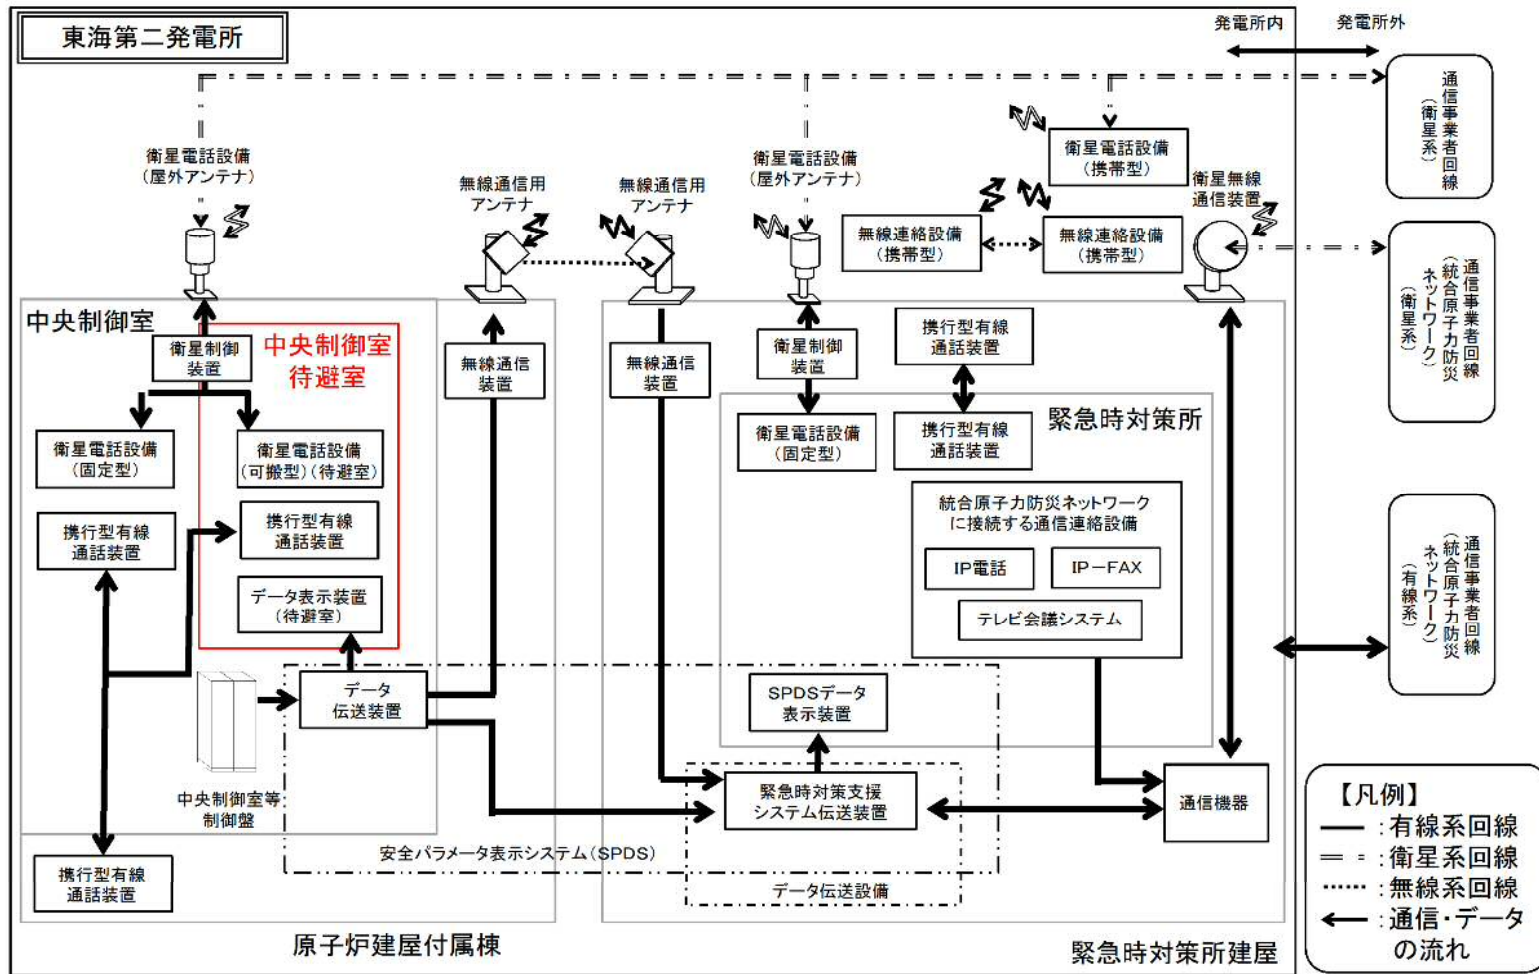 東海第二発電所
発電所内
発電所外
通信事業者回線
(衛星系)
衛星電話設備
(屋外アンテナ)
無線通信用
アンテナ
無線通信用
アンテナ
衛星電話設備
(屋外アンテナ)
衛星電話設備
(携帯型)
衛星無線
通信装置
無線連絡設備
(携帯型)
無線連絡設備
(携帯型)
通信事業者回線
(統合原子力防災
ネットワーク)
(衛星系)
中央制御室
中央制御室
待避室
衛星制御
装置
無線通信
装置
無線通信
装置
衛星制御
装置
携行型有線
通話装置
緊急時対策所
衛星電話設備
(固定型)
衛星電話設備
(可搬型)(待避室)
衛星電話設備
(固定型)
携行型有線
通話装置
携行型有線
通話装置
携行型有線
通話装置
統合原子力防災ネットワーク
に接続する通信連絡設備
IP電話
IP-FAX
テレビ会議システム
通信事業者回線
(統合原子力防災
ネットワーク)
(有線系)
データ表示装置
(待避室)
データ
伝送装置
SPDSデータ
表示装置
中央制御室等
制御盤
緊急時対策支援
システム伝送装置
通信機器
安全パラメータ表示システム(SPDS)
データ伝送設備
携行型有線
通話装置
原子炉建屋付属棟
緊急時対策所建屋
【凡例】
:有線系回線
:衛星系回線
:無線系回線
:通信・データ
の流れ